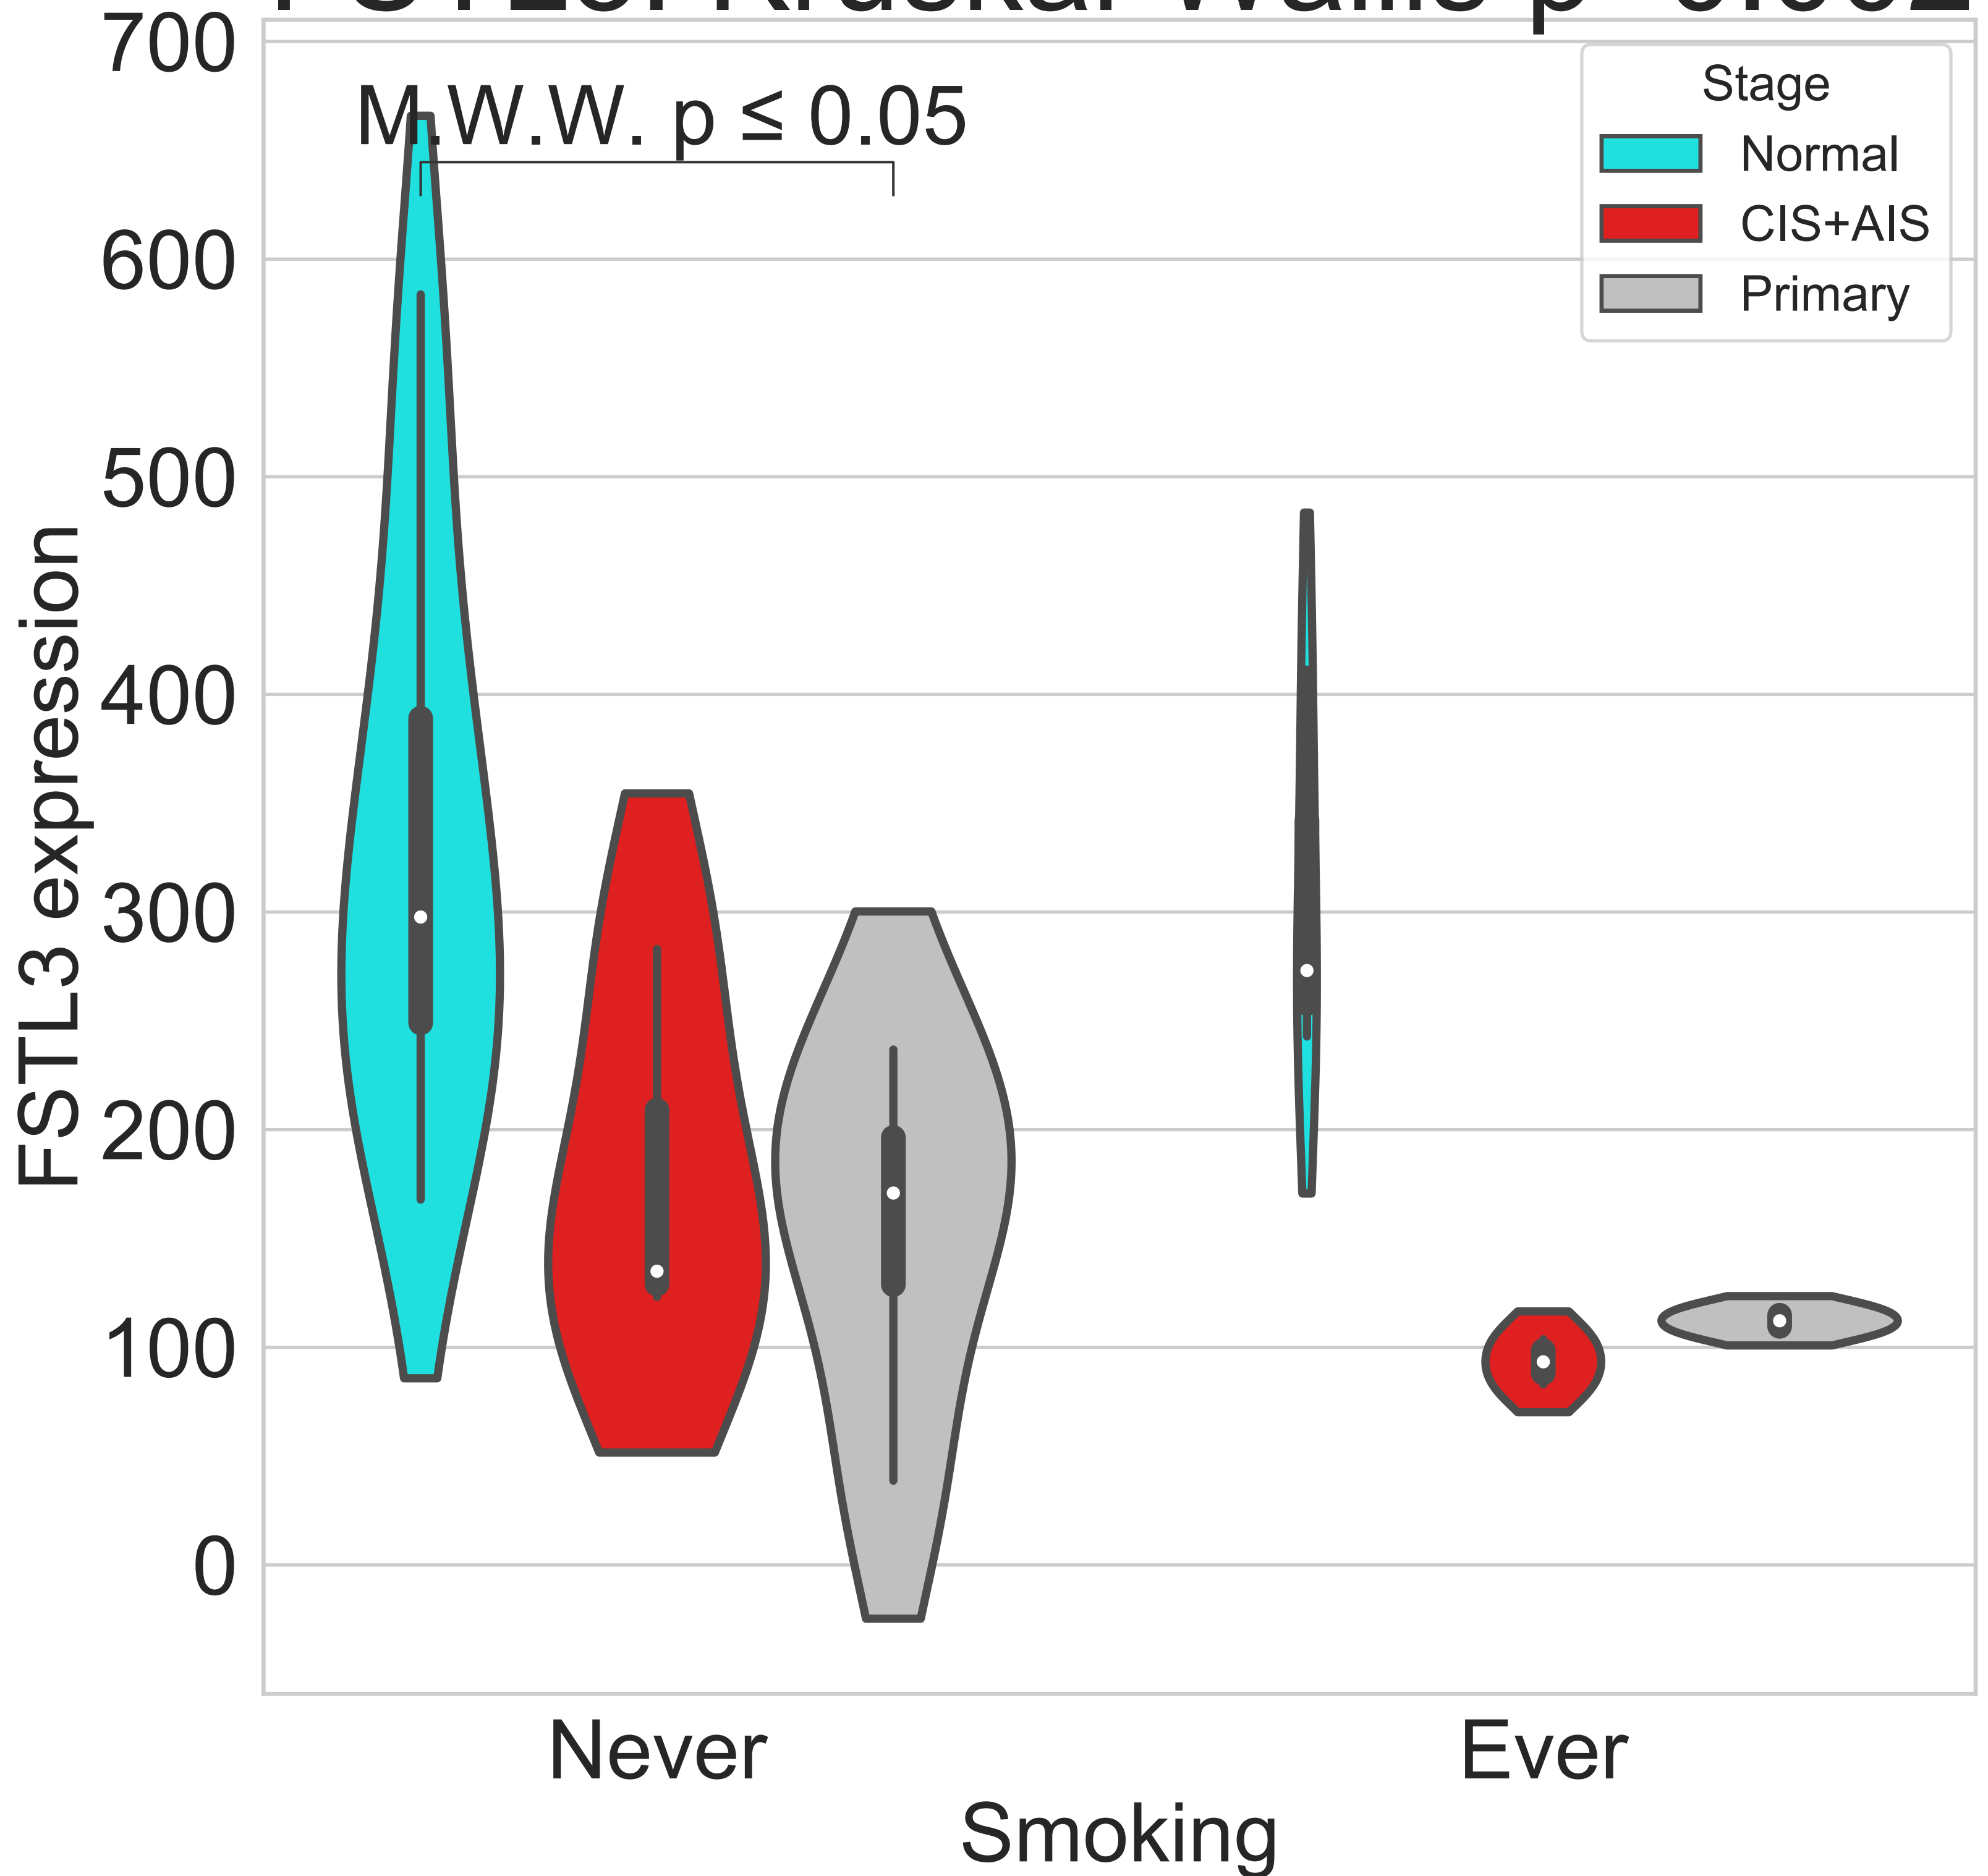 700
M.W.W. p ≤ 0.05
Stage
Normal
CIS+AIS
600
Primary
500
400
300
200
100
0
FSTL3 expression
Never
Ever
Smoking